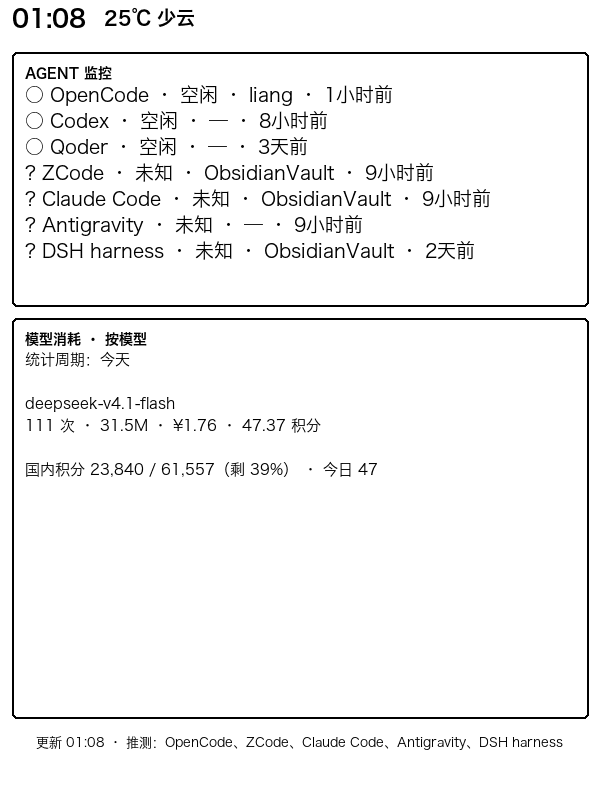 01:08 25℃ 少云
AGENT 监控
○ OpenCode · 空闲 · liang · 1小时前
○ Codex · 空闲 · — · 8小时前
○ Qoder · 空闲 · — · 3天前
? ZCode · 未知 · ObsidianVault · 9小时前
? Claude Code · 未知 · ObsidianVault · 9小时前
? Antigravity · 未知 · — · 9小时前
? DSH harness · 未知 · ObsidianVault · 2天前
模型消耗 · 按模型
统计周期：今天
deepseek-v4.1-flash
111 次 · 31.5M · ¥1.76 · 47.37 积分
国内积分 23,840 / 61,557（剩 39%） · 今日 47
更新 01:08 · 推测：OpenCode、ZCode、Claude Code、Antigravity、DSH harness